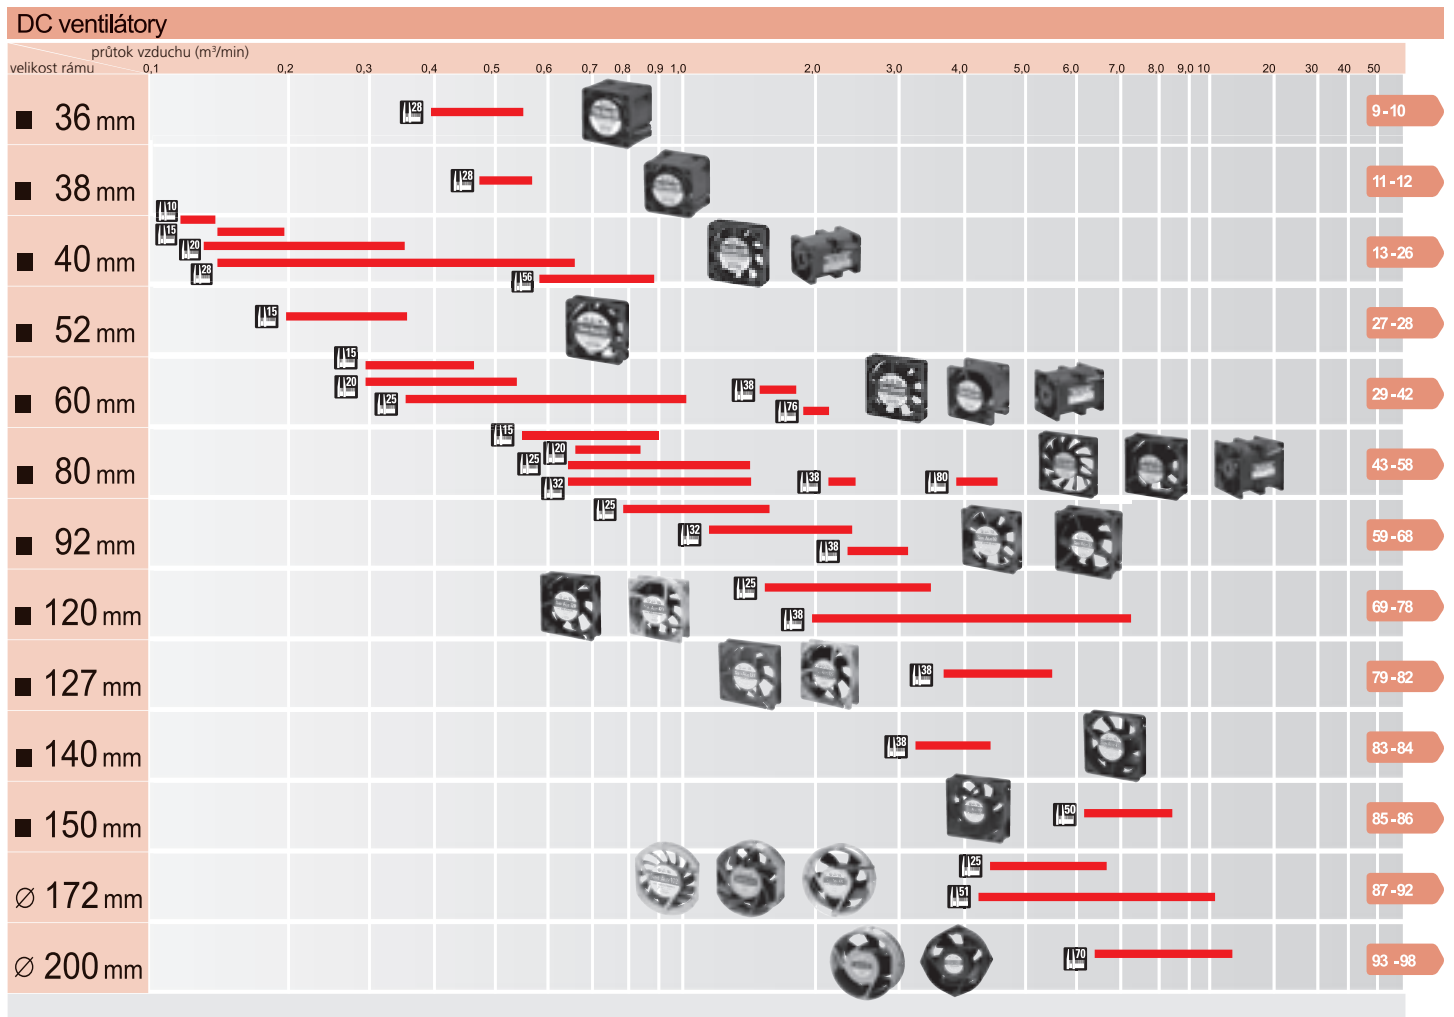 DC ventilátory
průtok vzduchu (m³/min)
velikost rámu
0,1 0,2 0,3 0,4 0,5 0,6 0,7 0,8 0,9 1,0 2,0 3,0 4,0 5,0 6,0 7,0 8,0 9,0 10 20 30 40 50
■ 36 mm 28 9-10
■ 38 mm 28 11-12
10
15
20
■ 40 mm 13-26
28
56
■ 52 mm 15 27-28
15
20 38
■ 60 mm 25 29-42
76
15
20
25
■ 80 mm 38 80 43-58
32
25
32
■ 92 mm 59-68
38
25
■ 120 mm 69-78
38
■ 127 mm 38 79-82
■ 140 mm 38 83-84
■ 150 mm 50 85-86
25
∅ 172 mm 87-92
51
∅ 200 mm 70 93-98